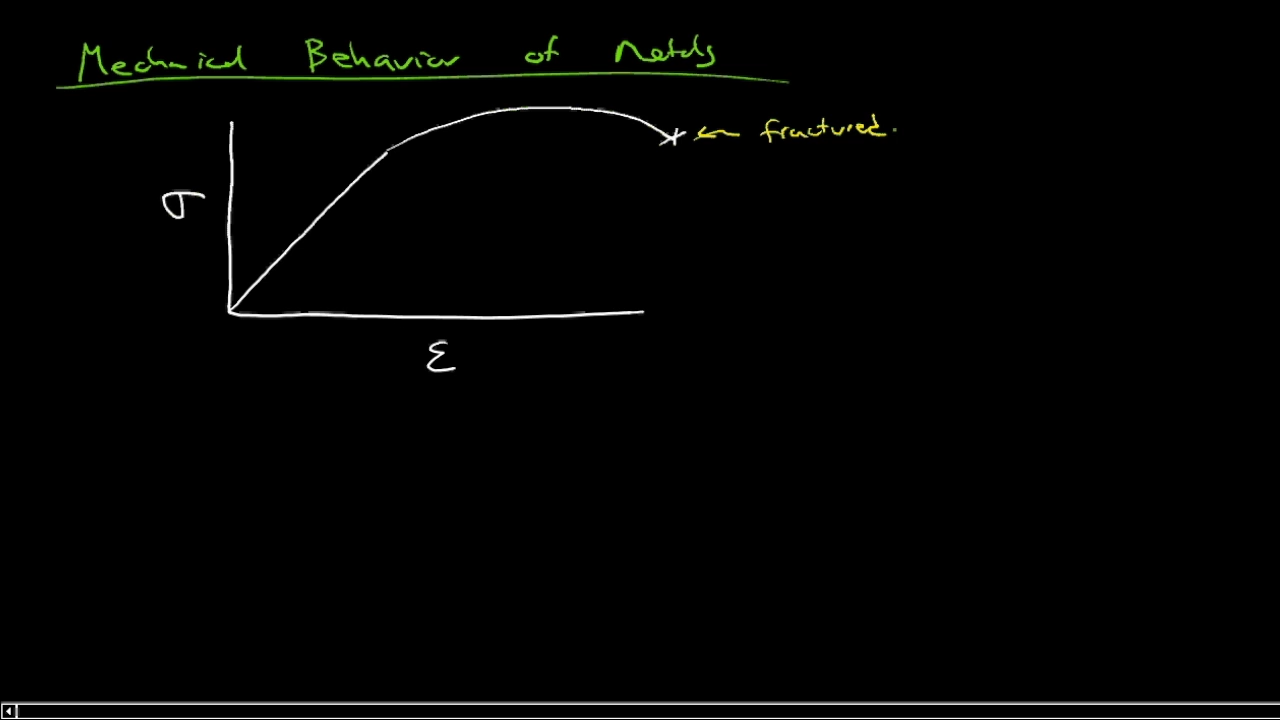 Mechanical Behavior of Metals
← fractured.
σ
ε